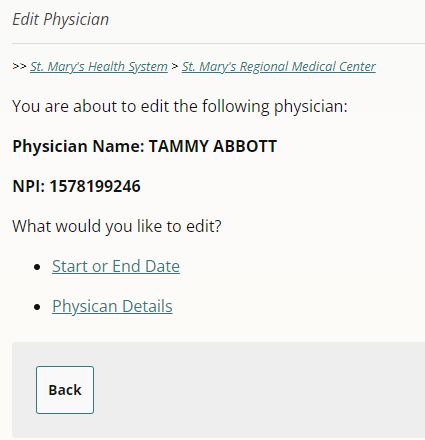 Edit Physician
>> St. Mary's Health System > St. Mary's Regional Medical Center
You are about to edit the following physician:
Physician Name: TAMMY ABBOTT
NPI: 1578199246
What would you like to edit?
• Start or End Date
• Physican Details
Back